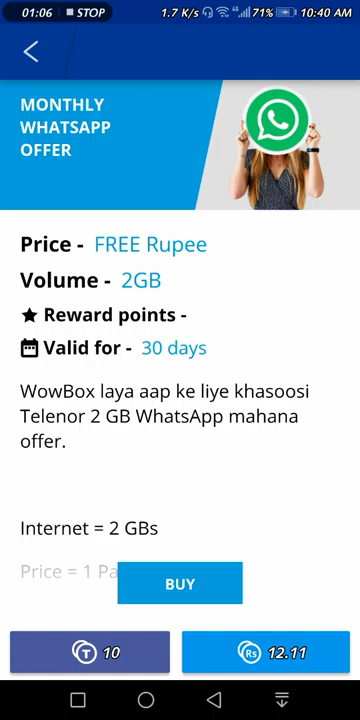 01:06 STOP 1.7 K/s 4G 71% 10:40 AM
MONTHLY
WHATSAPP
OFFER
Price - FREE Rupee
Volume - 2GB
Reward points -
Valid for - 30 days
WowBox laya aap ke liye khasoosi
Telenor 2 GB WhatsApp mahana
offer.
Internet = 2 GBs
Price = 1 Pa
BUY
T 10
Rs 12.11